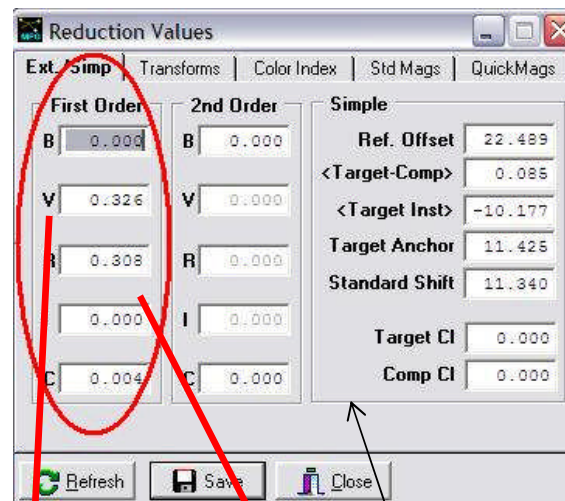 Reduction Values
Ext./Simp Transforms Color Index Std Mags QuickMags
First Order 2nd Order Simple
B 0.000 B 0.000 Ref. Offset 22.489
<Target-Comp> 0.085
V 0.326 V 0.000 <Target Inst> -10.177
R 0.308 R 0.000 Target Anchor 11.425
Standard Shift 11.340
0.000 I 0.000 Target CI 0.000
C 0.004 C 0.000 Comp CI 0.000
Refresh Save Close